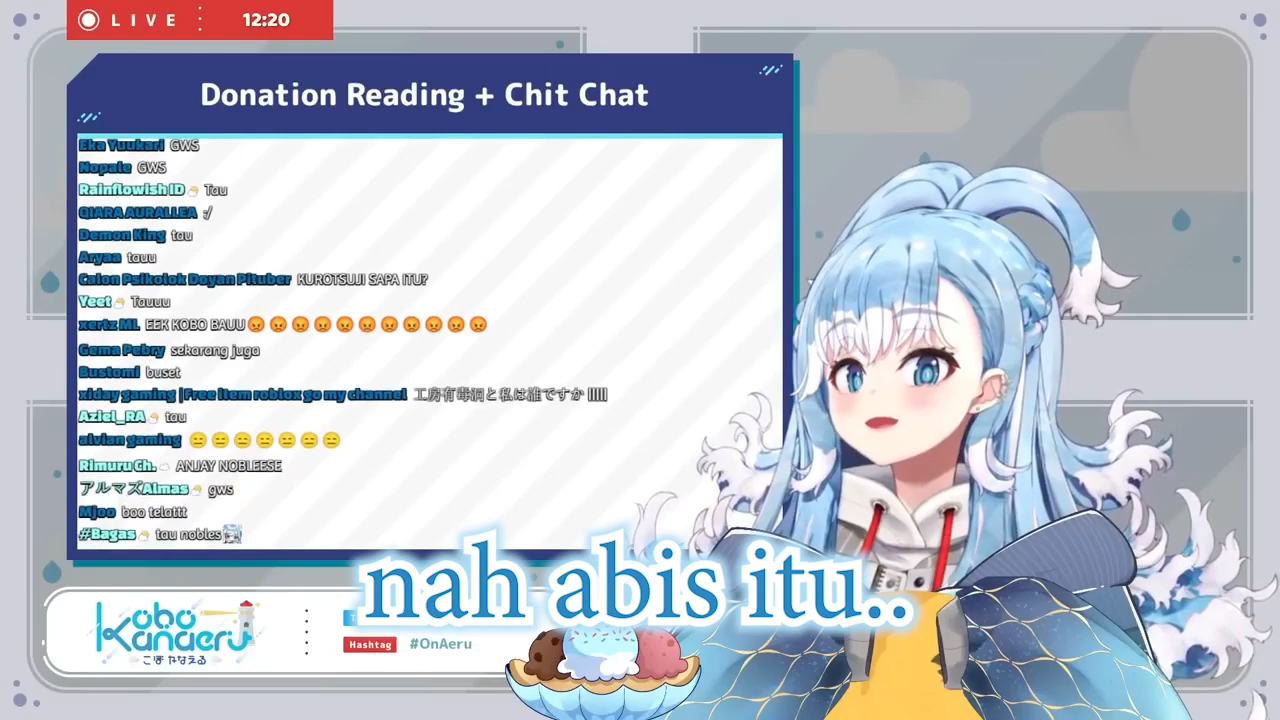 LIVE 12:20
Donation Reading + Chit Chat
Eka Yuukari GWS
Nopale GWS
Rainflowish ID Tau
QIARA AURALLEA :/
Demon King tau
Aryaa tauu
Calon Psikolok Doyan Pituber KUROTSUJI SAPA ITU?
Yeet Tauuu
xertz ML EEK KOBO BAUU😡😡😡😡😡😡😡😡😡😡😡
Gema Pebry sekarang juga
Bustomi buset
xiday gaming |Free item roblox go my channel 工房有毒洞と私は誰ですか |||||
Aziel_RA tau
alvian gaming 😑😑😑😑😑😑😑
Rimuru Ch. ANJAY NOBLEESE
アルマズAlmas gws
Mjoo boo telottt
#Bagas tau nobles
nah abis itu..
Kobo Kanaeru
こぼ かなえる
Hashtag #OnAeru